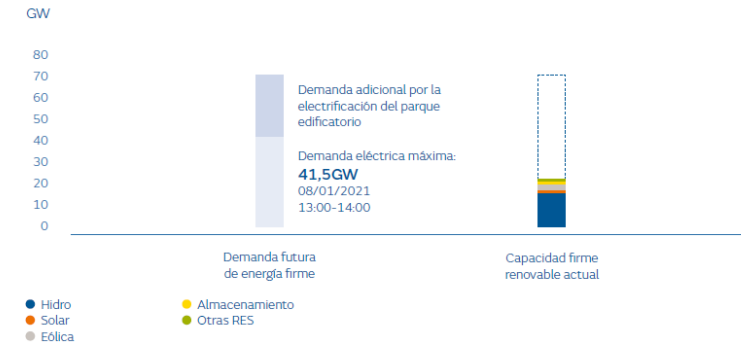 GW
80
70
60
50
40
30
20
10
0
Demanda adicional por la
electrificación del parque
edificatorio
Demanda eléctrica máxima:
41,5GW
08/01/2021
13:00-14:00
Demanda futura
de energía firme
Capacidad firme
renovable actual
Hidro
Solar
Eólica
Almacenamiento
Otras RES